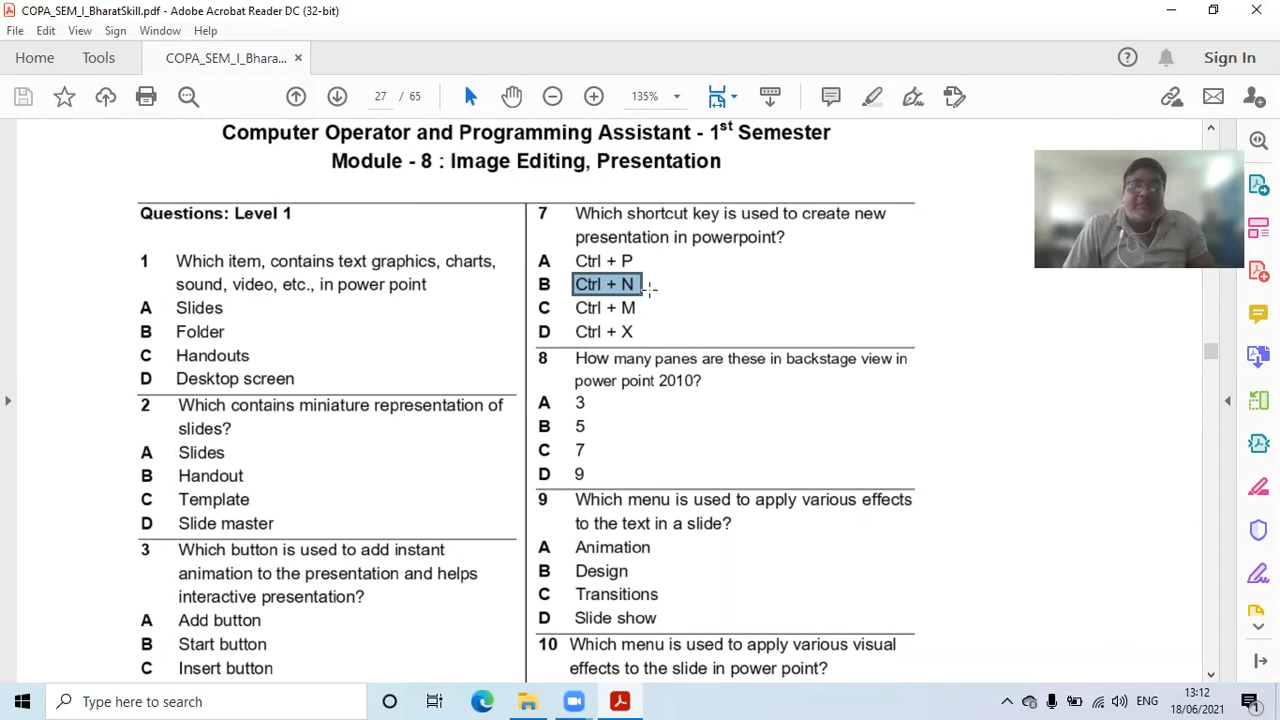 COPA_SEM_I_BharatSkill.pdf - Adobe Acrobat Reader DC (32-bit)
File Edit View Sign Window Help
Home Tools COPA_SEM_I_Bhara... Sign In
27 / 65 135%
Computer Operator and Programming Assistant - 1st Semester
Module - 8 : Image Editing, Presentation
Questions: Level 1
1 Which item, contains text graphics, charts,
sound, video, etc., in power point
A Slides
B Folder
C Handouts
D Desktop screen
2 Which contains miniature representation of
slides?
A Slides
B Handout
C Template
D Slide master
3 Which button is used to add instant
animation to the presentation and helps
interactive presentation?
A Add button
B Start button
C Insert button
7 Which shortcut key is used to create new
presentation in powerpoint?
A Ctrl + P
B Ctrl + N
C Ctrl + M
D Ctrl + X
8 How many panes are these in backstage view in
power point 2010?
A 3
B 5
C 7
D 9
9 Which menu is used to apply various effects
to the text in a slide?
A Animation
B Design
C Transitions
D Slide show
10 Which menu is used to apply various visual
effects to the slide in power point?
Type here to search
ENG
13:12
18/06/2021
1